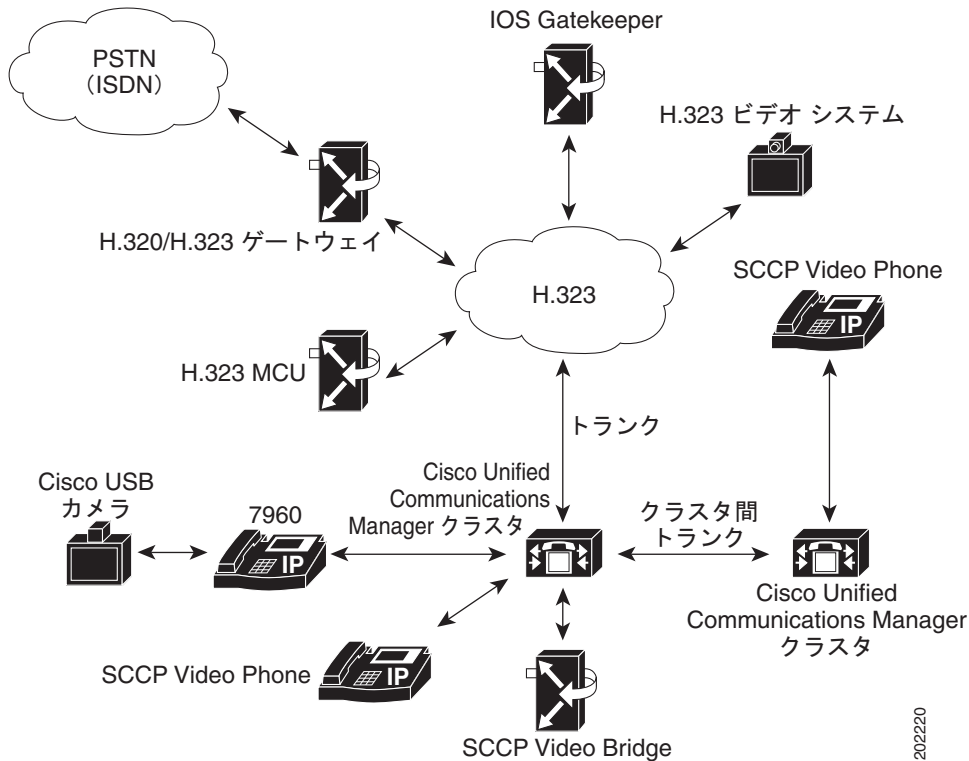 IOS Gatekeeper
PSTN
（ISDN）
H.323 ビデオ システム
H.320/H.323 ゲートウェイ
H.323
SCCP Video Phone
IP
H.323 MCU
トランク
Cisco USB
カメラ
7960
IP
Cisco Unified
Communications
Manager クラスタ
クラスタ間
トランク
Cisco Unified
Communications Manager
クラスタ
SCCP Video Phone
IP
SCCP Video Bridge
202220